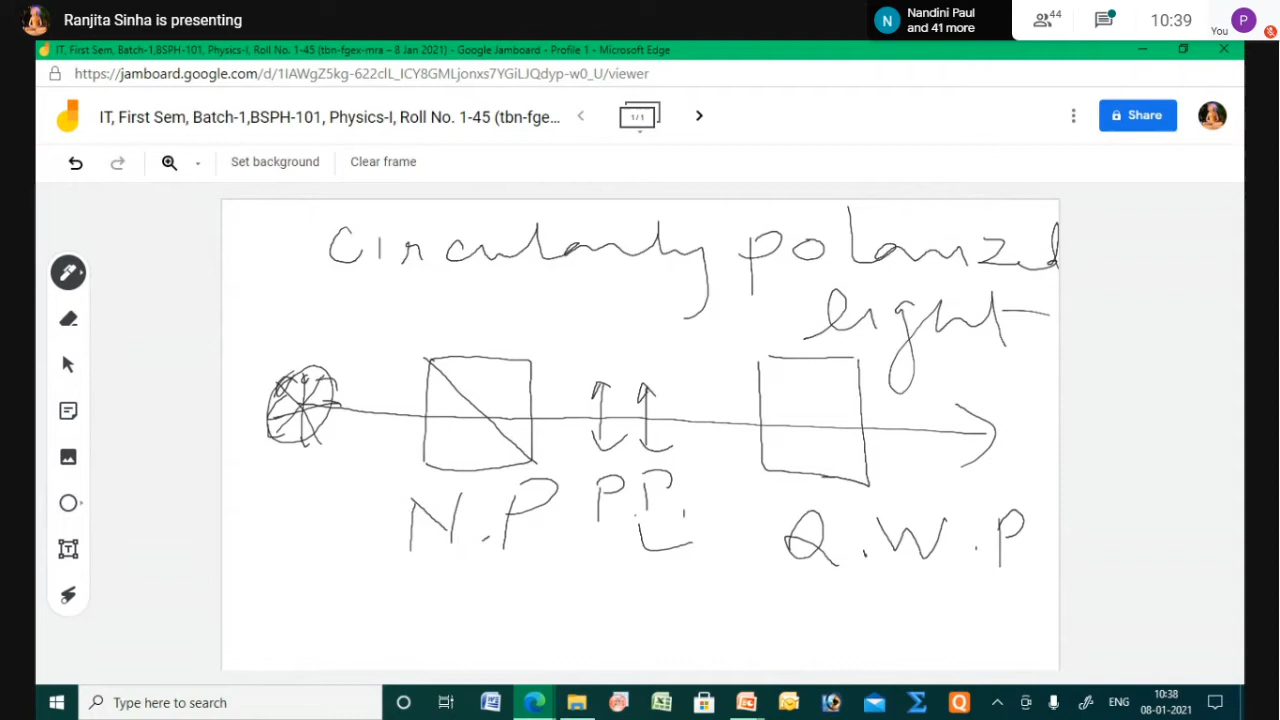 Ranjita Sinha is presenting
N
Nandini Paul
and 41 more
44
10:39
You
P
IT, First Sem, Batch-1,BSPH-101, Physics-I, Roll No. 1-45 (tbn-fgex-mra – 8 Jan 2021) - Google Jamboard - Profile 1 - Microsoft Edge
https://jamboard.google.com/d/1IAWgZ5kg-622clL_ICY8GMLjonxs7YGiLJQdyp-w0_U/viewer
IT, First Sem, Batch-1,BSPH-101, Physics-I, Roll No. 1-45 (tbn-fge...
1/1
Share
Set background
Clear frame
Circularly polarized
light
N.P
P.P.
L
Q.W.P
Type here to search
ENG
10:38
08-01-2021